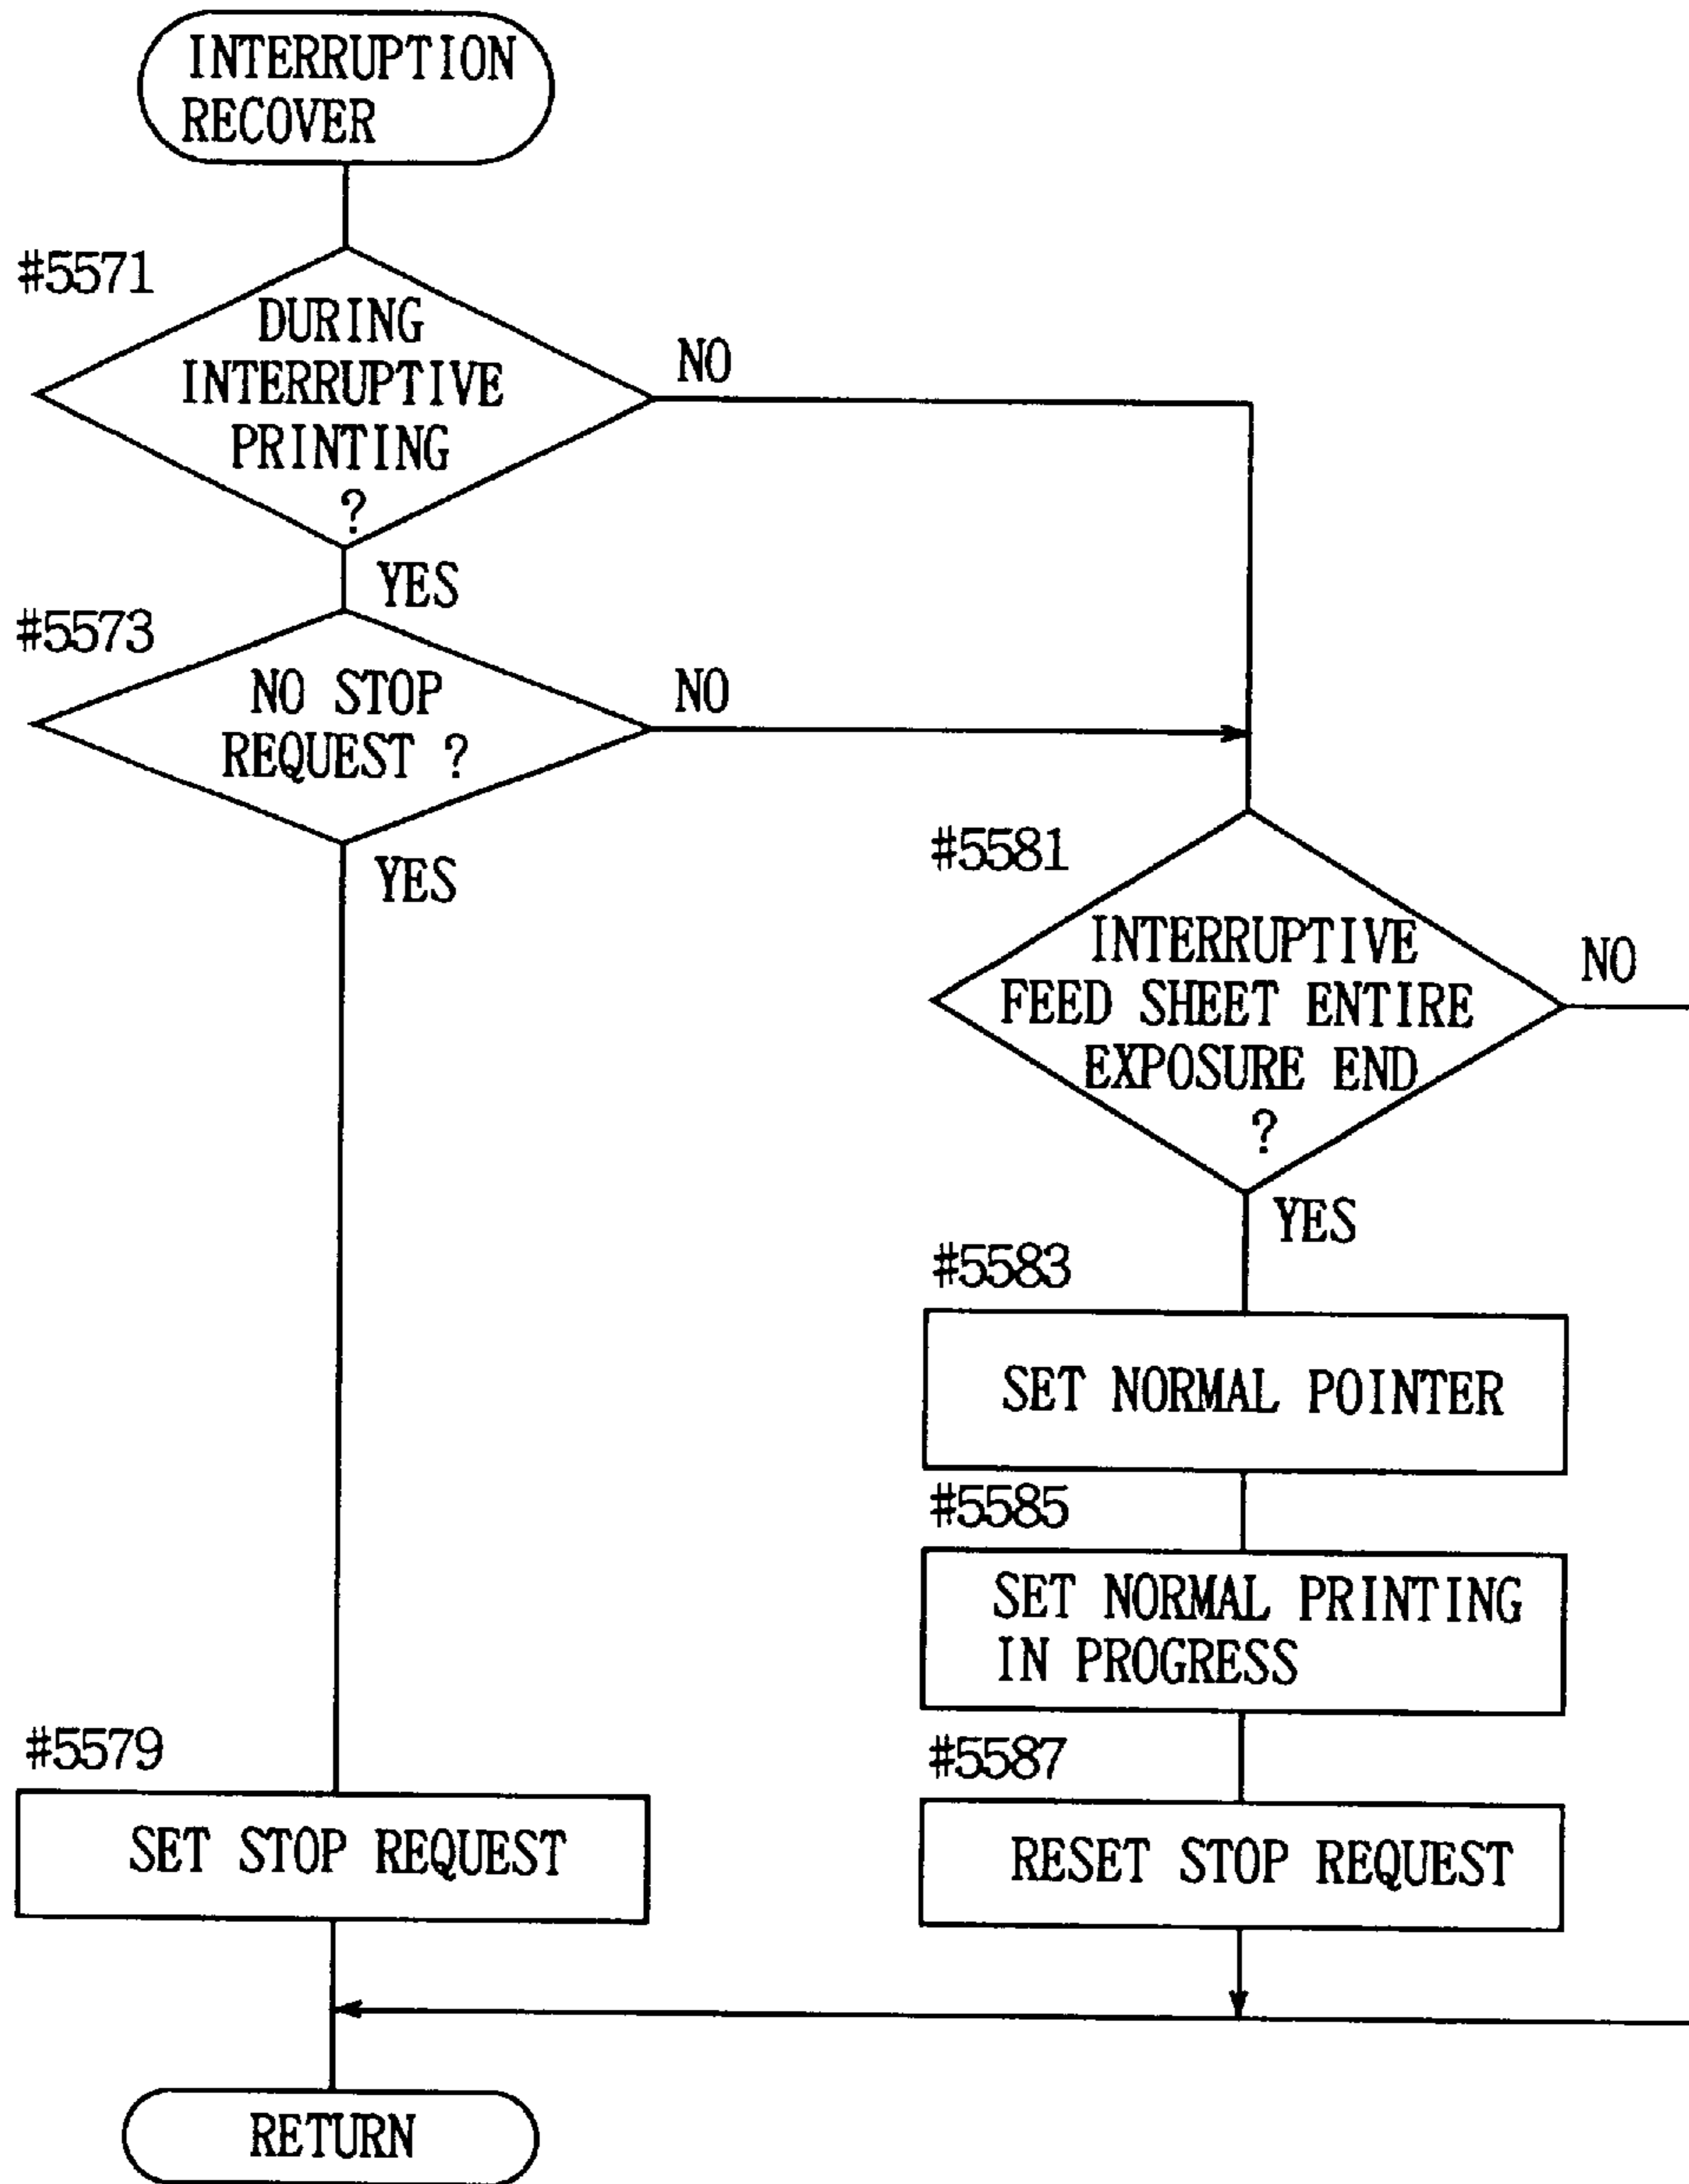 INTERRUPTION
RECOVER
#5571
DURING
INTERRUPTIVE
PRINTING
?
NO
YES
#5573
NO STOP
REQUEST ?
NO
YES
#5581
INTERRUPTIVE
FEED SHEET ENTIRE
EXPOSURE END
?
NO
YES
#5583
SET NORMAL POINTER
#5585
SET NORMAL PRINTING
IN PROGRESS
#5587
RESET STOP REQUEST
#5579
SET STOP REQUEST
RETURN